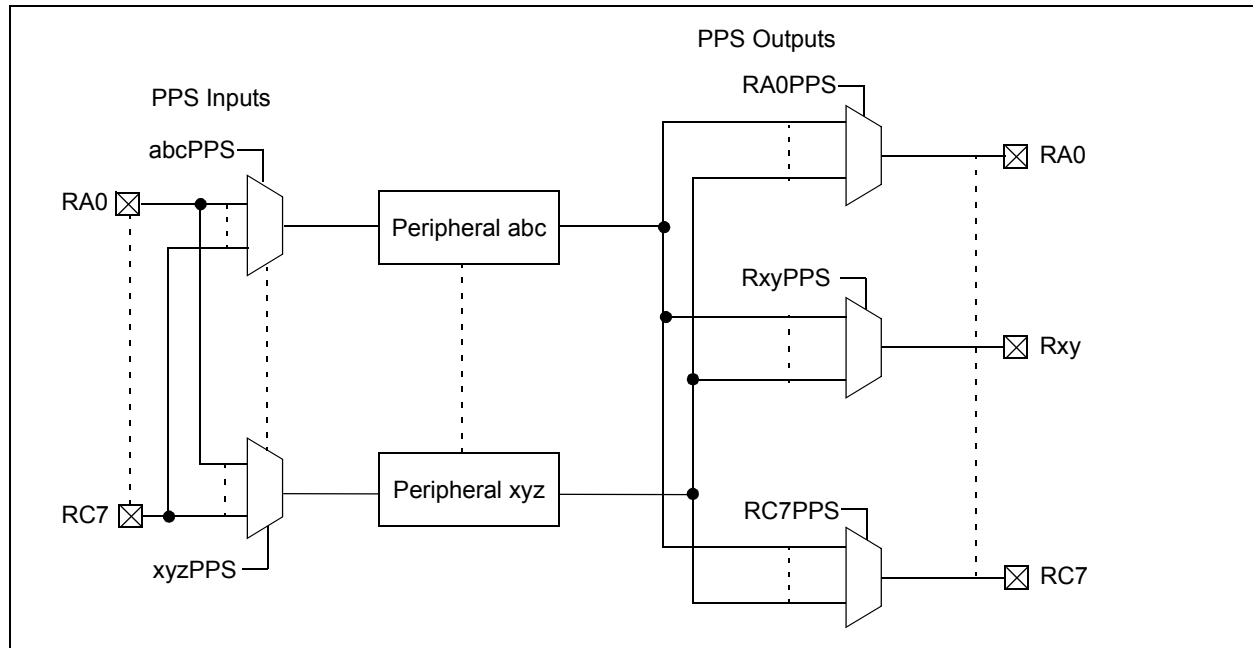 PPS Outputs
RA0PPS
PPS Inputs
abcPPS
RA0
RA0
Peripheral abc
RxyPPS
Rxy
Peripheral xyz
RC7
RC7PPS
xyzPPS
RC7